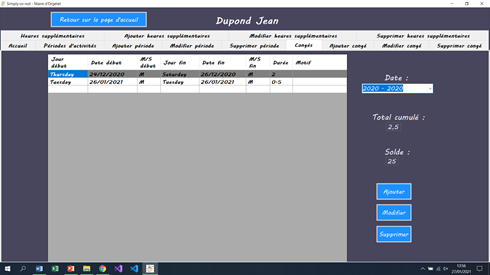 Simply-co-not - Mairie d'Orgelet
Retour sur la page d'accueil
Dupond Jean
Heures supplémentaires Ajouter heures supplémentaires Modifier heures supplémentaires Supprimer heures supplémentaires
Accueil Périodes d'activités Ajouter période Modifier période Supprimer période Congés Ajouter congé Modifier congé Supprimer congé
Jour début Date début M/S début Jour fin Date fin M/S fin Durée Motif
Thursday 24/12/2020 M Saturday 26/12/2020 M 2
Tuesday 26/01/2021 M Tuesday 26/01/2021 M 0.5
Date :
2020 - 2020
Total cumulé :
2,5
Solde :
25
Ajouter
Modifier
Supprimer
13:56
27/01/2021